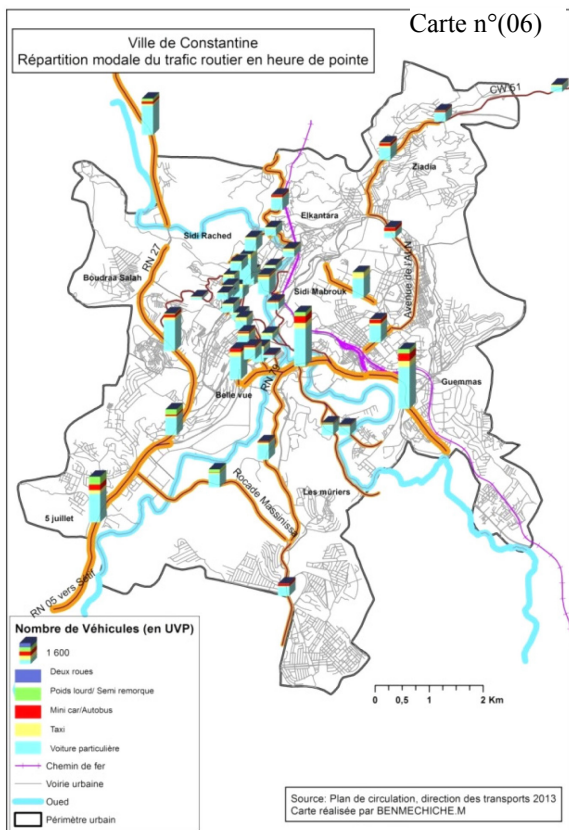 Carte n°(06)
Ville de Constantine
Répartition modale du trafic routier en heure de pointe
CW 51
Ziadia
Elkantara
Sidi Rached
RN 27
Boudraa Salah
Sidi Mabrouk
Avenue de l'ALN
Guemmas
RN 79
Belle vue
Les mûriers
Rocade Massinissa
5 juillet
RN 05 vers Sétif
Nombre de Véhicules (en UVP)
1 600
Deux roues
Poids lourd/ Semi remorque
Mini car/Autobus
Taxi
Voiture particulière
Chemin de fer
Voirie urbaine
Oued
Périmètre urbain
0 0,5 1 2 Km
Source: Plan de circulation, direction des transports 2013
Carte réalisée par BENMECHICHE.M